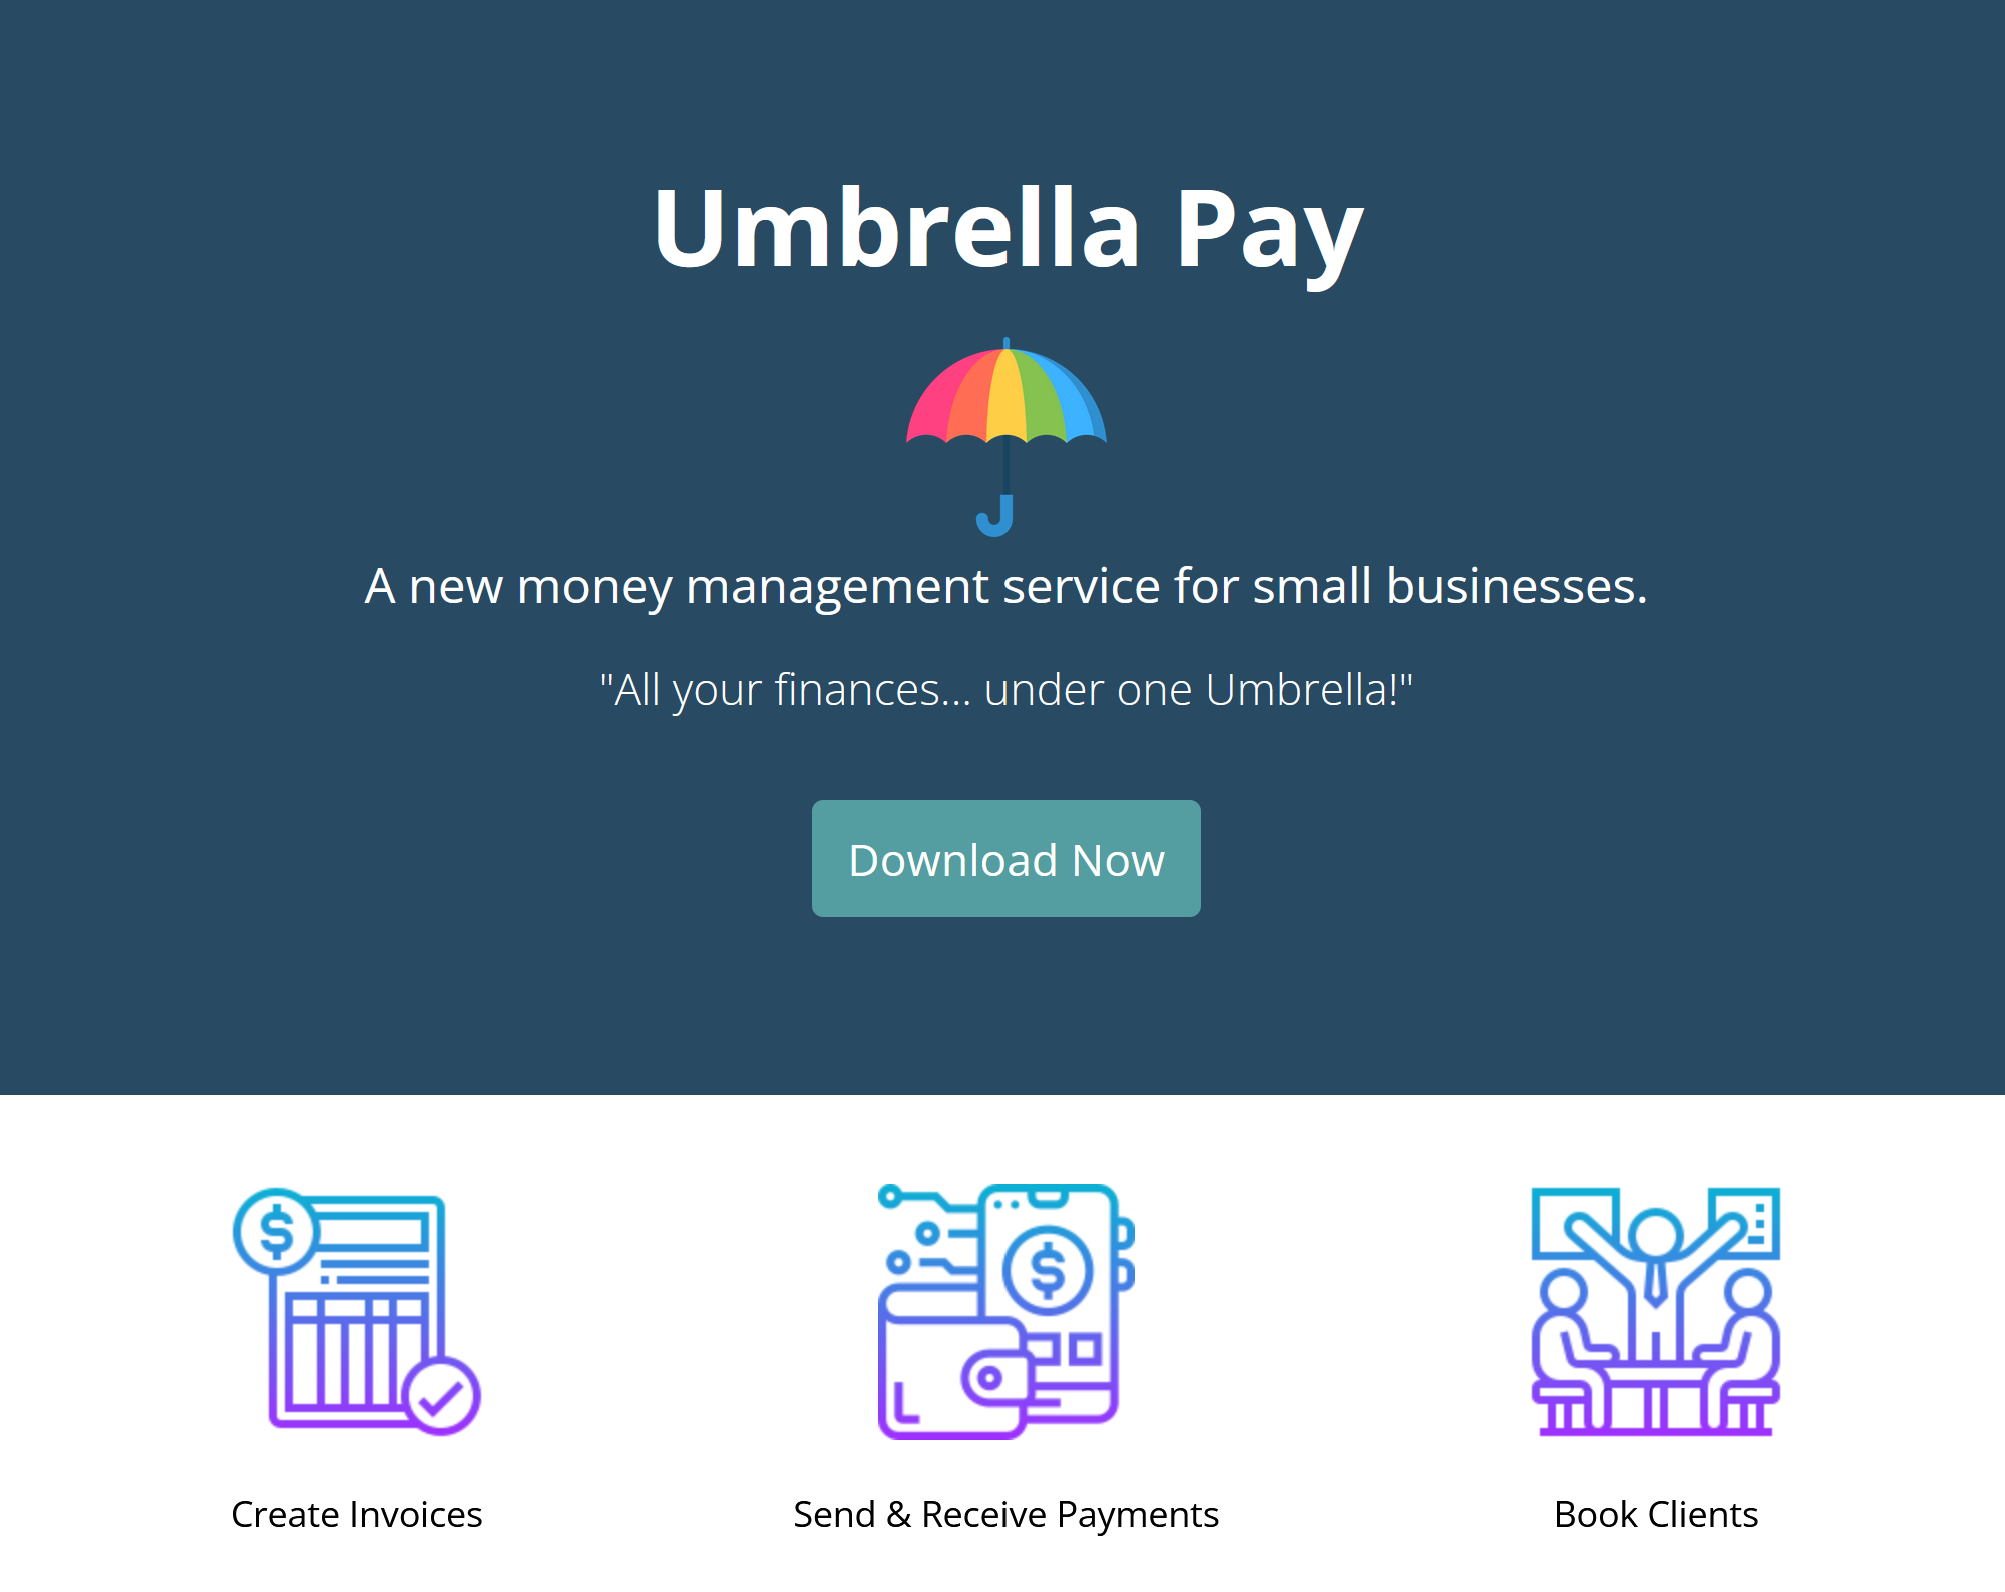 Umbrella Pay
A new money management service for small businesses.
"All your finances... under one Umbrella!"
Download Now
$
$
Create Invoices
Send & Receive Payments
Book Clients